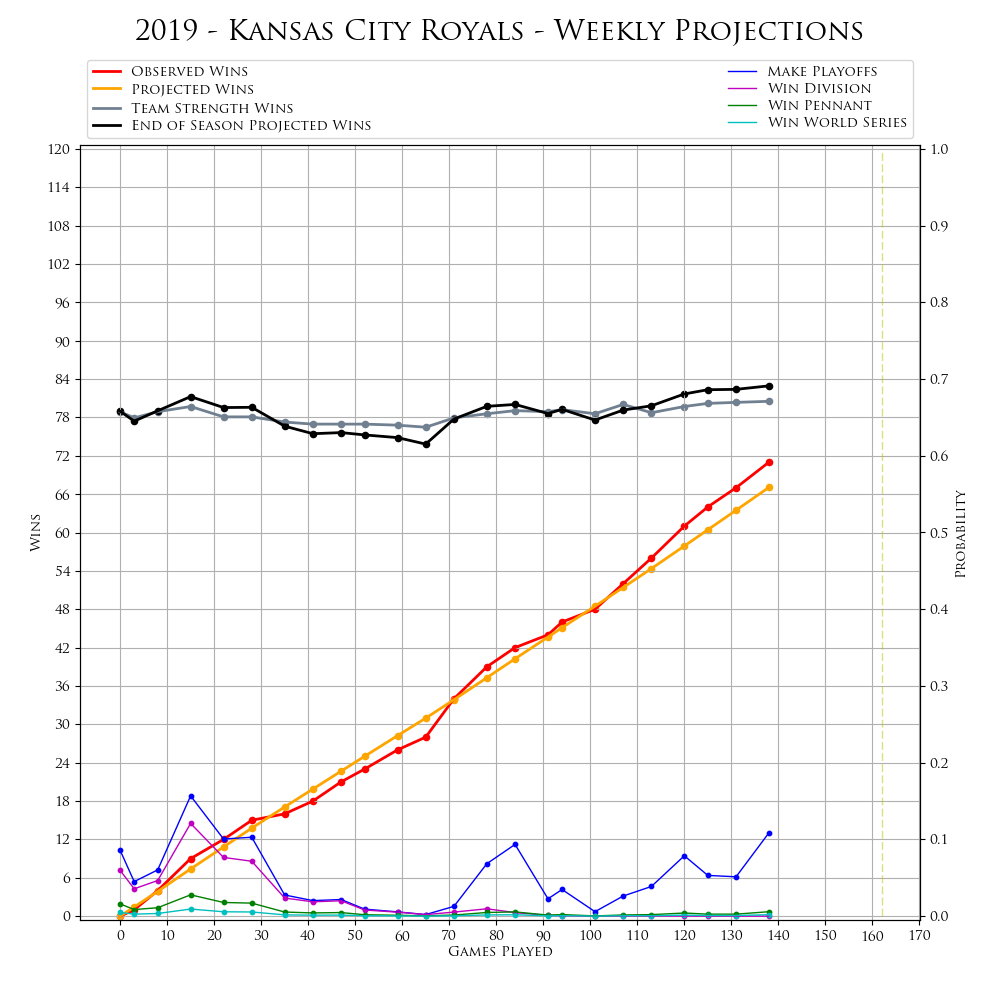 2019 - Kansas City Royals - Weekly Projections
Observed Wins
Projected Wins
Team Strength Wins
End of Season Projected Wins
Make Playoffs
Win Division
Win Pennant
Win World Series
120
114
108
102
96
90
84
78
72
66
60
54
48
42
36
30
24
18
12
6
0
Wins
1.0
0.9
0.8
0.7
0.6
0.5
0.4
0.3
0.2
0.1
0.0
Probability
0 10 20 30 40 50 60 70 80 90 100 110 120 130 140 150 160 170
Games Played